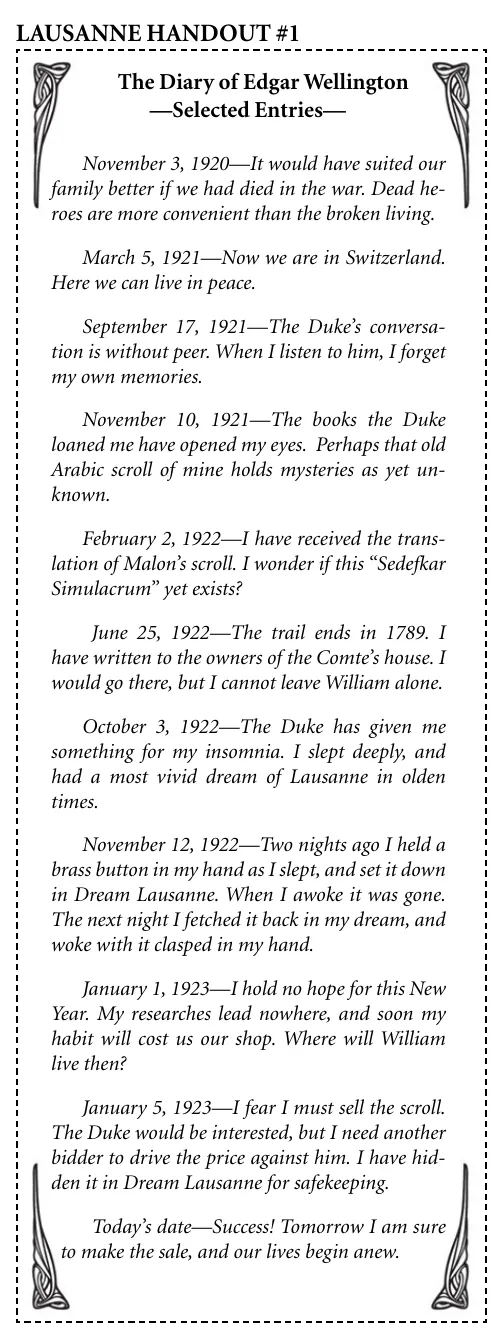 LAUSANNE HANDOUT #1
The Diary of Edgar Wellington
—Selected Entries—
November 3, 1920—It would have suited our
family better if we had died in the war. Dead he-
roes are more convenient than the broken living.
March 5, 1921—Now we are in Switzerland.
Here we can live in peace.
September 17, 1921—The Duke's conversa-
tion is without peer. When I listen to him, I forget
my own memories.
November 10, 1921—The books the Duke
loaned me have opened my eyes. Perhaps that old
Arabic scroll of mine holds mysteries as yet un-
known.
February 2, 1922—I have received the trans-
lation of Malon's scroll. I wonder if this “Sedefkar
Simulacrum” yet exists?
June 25, 1922—The trail ends in 1789. I
have written to the owners of the Comte's house. I
would go there, but I cannot leave William alone.
October 3, 1922—The Duke has given me
something for my insomnia. I slept deeply, and
had a most vivid dream of Lausanne in olden
times.
November 12, 1922—Two nights ago I held a
brass button in my hand as I slept, and set it down
in Dream Lausanne. When I awoke it was gone.
The next night I fetched it back in my dream, and
woke with it clasped in my hand.
January 1, 1923—I hold no hope for this New
Year. My researches lead nowhere, and soon my
habit will cost us our shop. Where will William
live then?
January 5, 1923—I fear I must sell the scroll.
The Duke would be interested, but I need another
bidder to drive the price against him. I have hid-
den it in Dream Lausanne for safekeeping.
Today's date—Success! Tomorrow I am sure
to make the sale, and our lives begin anew.